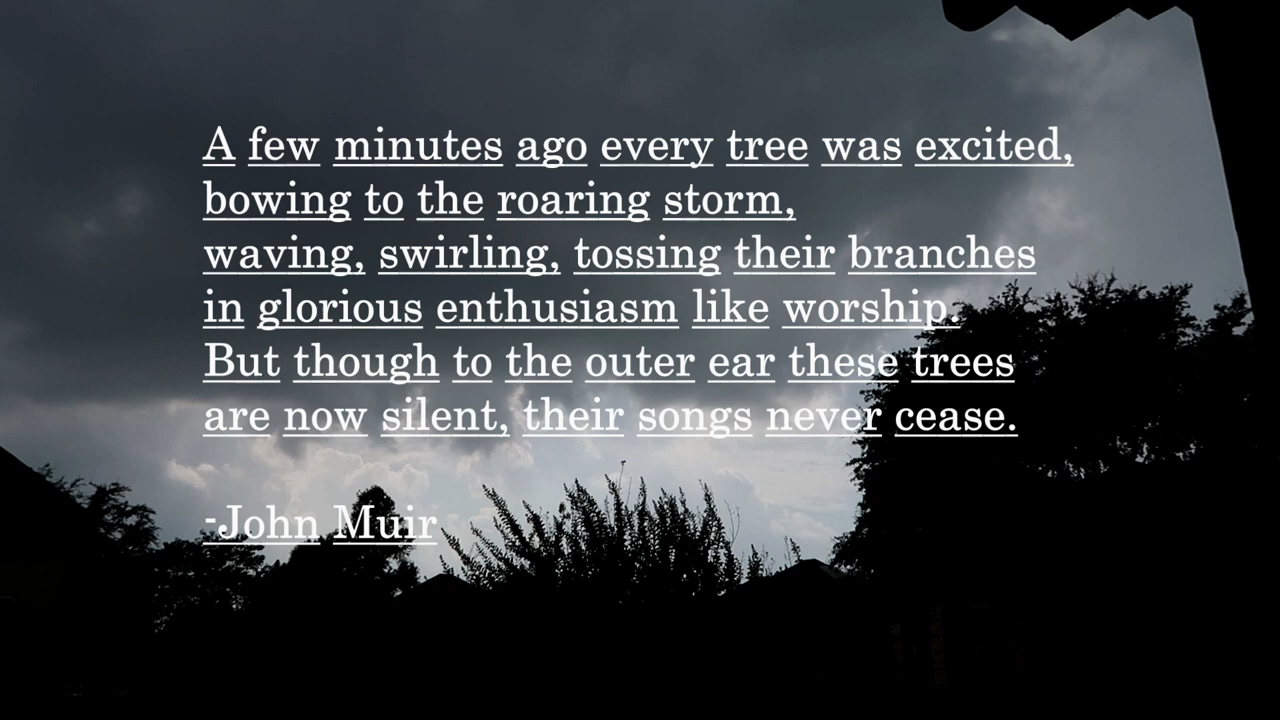 A few minutes ago every tree was excited,
bowing to the roaring storm,
waving, swirling, tossing their branches
in glorious enthusiasm like worship.
But though to the outer ear these trees
are now silent, their songs never cease.
-John Muir